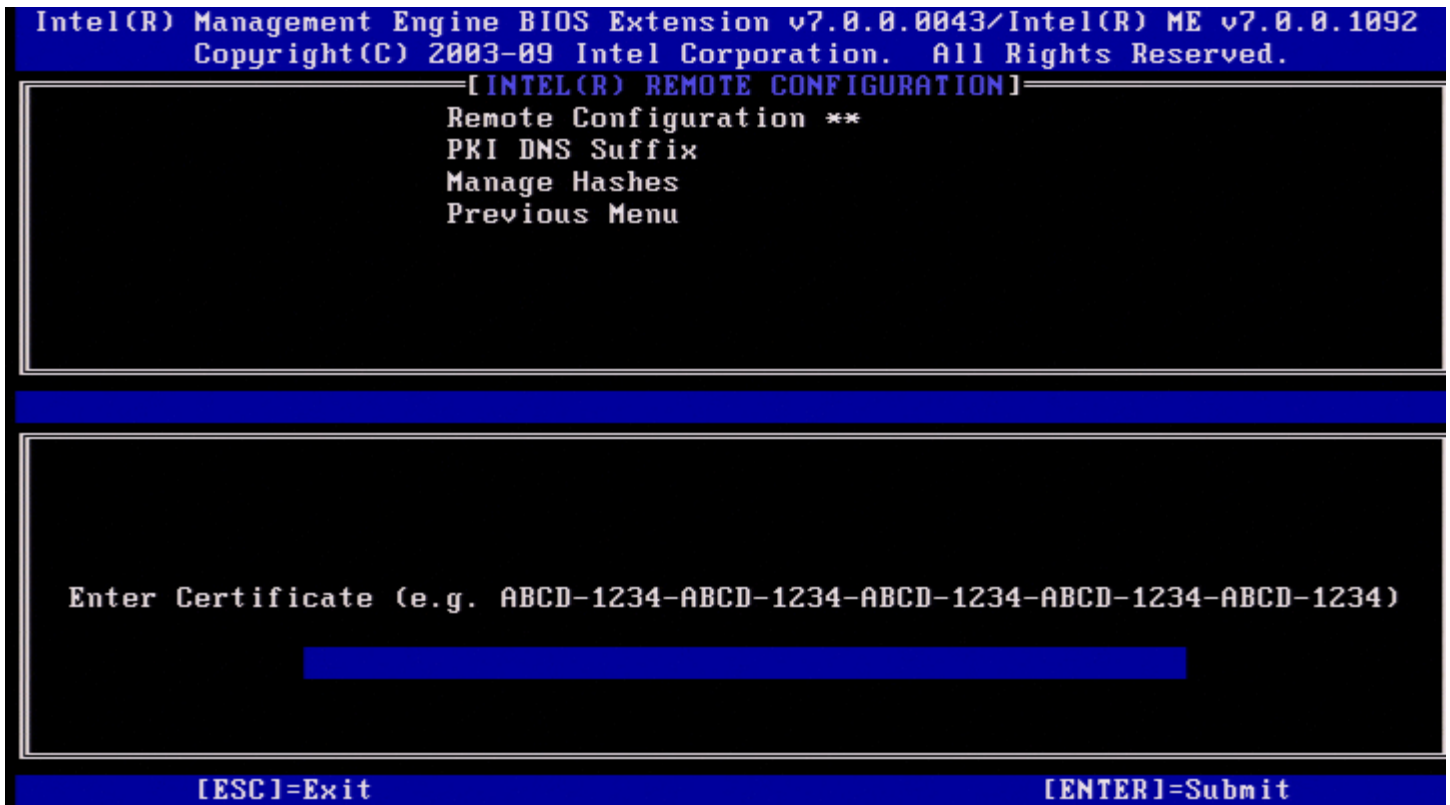 Intel(R) Management Engine BIOS Extension v7.0.0.0043/Intel(R) ME v7.0.0.1092
Copyright(C) 2003-09 Intel Corporation. All Rights Reserved.
[INTEL(R) REMOTE CONFIGURATION]
Remote Configuration **
PKI DNS Suffix
Manage Hashes
Previous Menu
Enter Certificate (e.g. ABCD-1234-ABCD-1234-ABCD-1234-ABCD-1234-ABCD-1234)
[ESC]=Exit [ENTER]=Submit